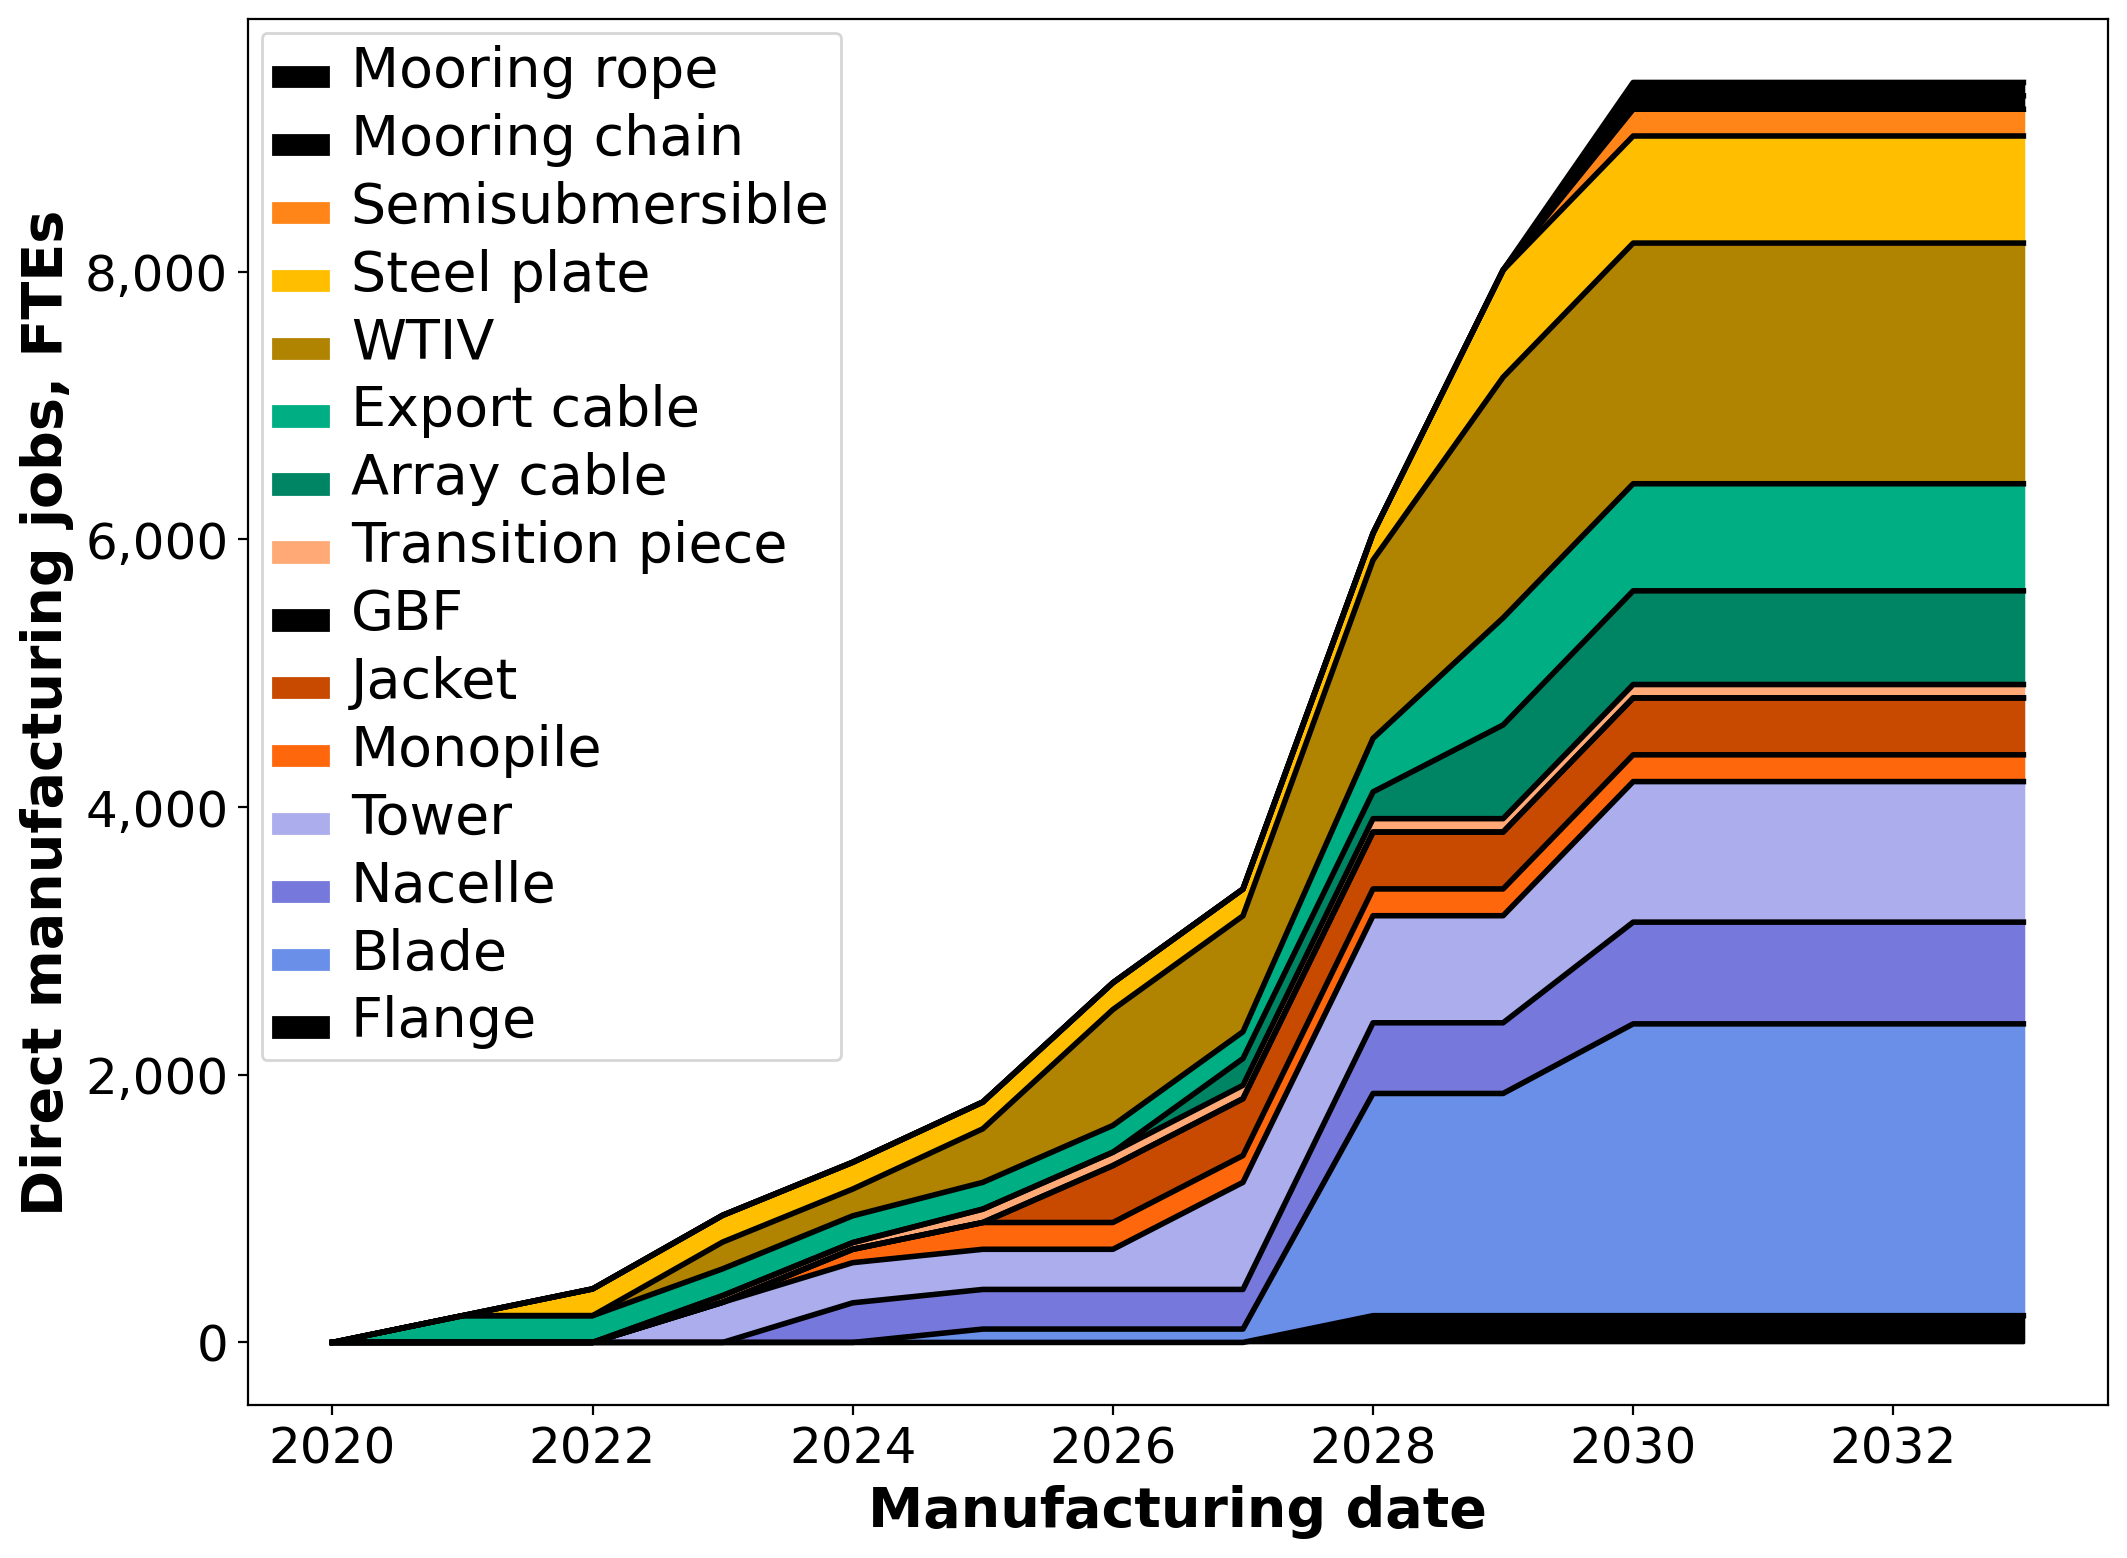 Mooring rope
Mooring chain
Semisubmersible
Steel plate
WTIV
Export cable
Array cable
Transition piece
GBF
Jacket
Monopile
Tower
Nacelle
Blade
Flange
Direct manufacturing jobs, FTEs
8,000
6,000
4,000
2,000
0
2020 2022 2024 2026 2028 2030 2032
Manufacturing date